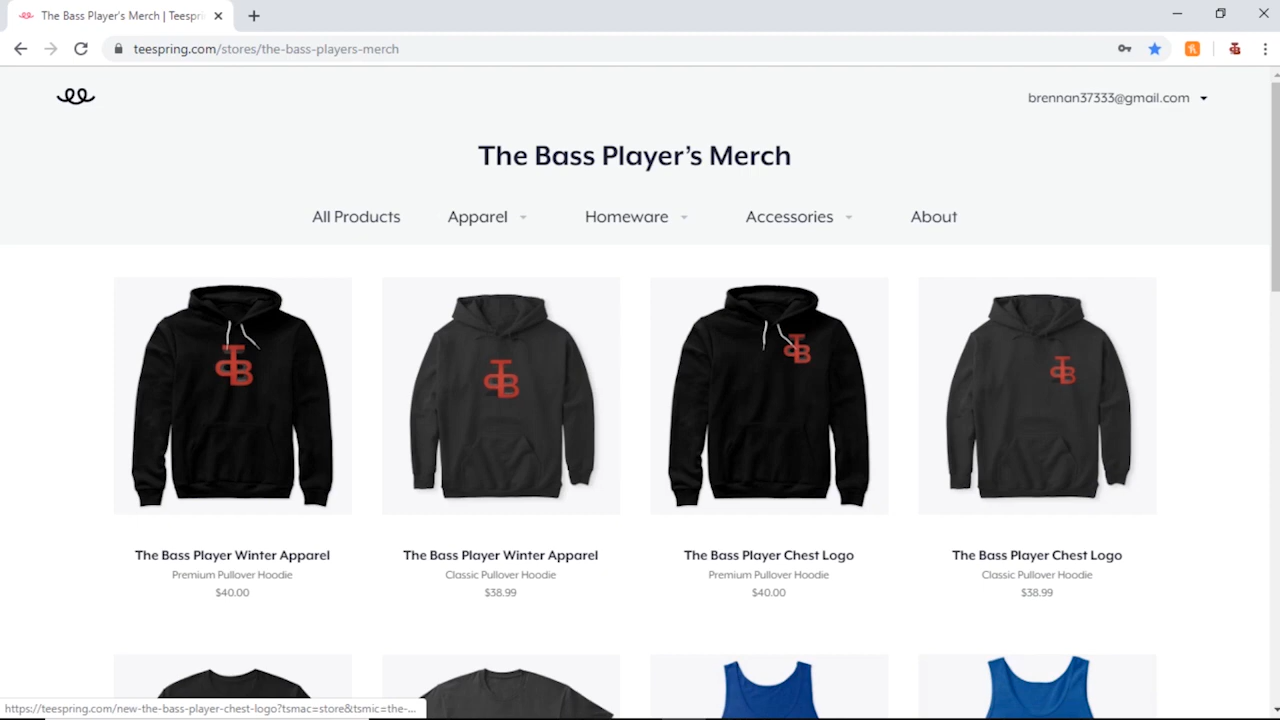 The Bass Player's Merch | Teespri
teespring.com/stores/the-bass-players-merch
brennan37333@gmail.com
The Bass Player's Merch
All Products Apparel Homeware Accessories About
TB TB TB TB
The Bass Player Winter Apparel The Bass Player Winter Apparel The Bass Player Chest Logo The Bass Player Chest Logo
Premium Pullover Hoodie Classic Pullover Hoodie Premium Pullover Hoodie Classic Pullover Hoodie
$40.00 $38.99 $40.00 $38.99
https://teespring.com/new-the-bass-player-chest-logo?tsmac=store&tsmic=the-...